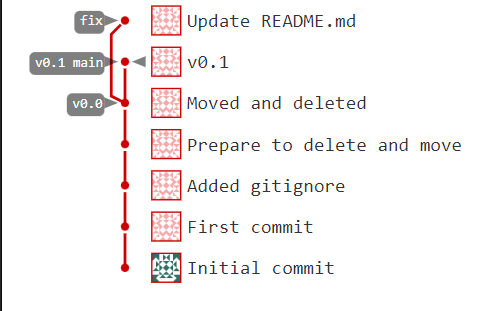 fix Update README.md
v0.1 main v0.1
v0.0 Moved and deleted
Prepare to delete and move
Added gitignore
First commit
Initial commit